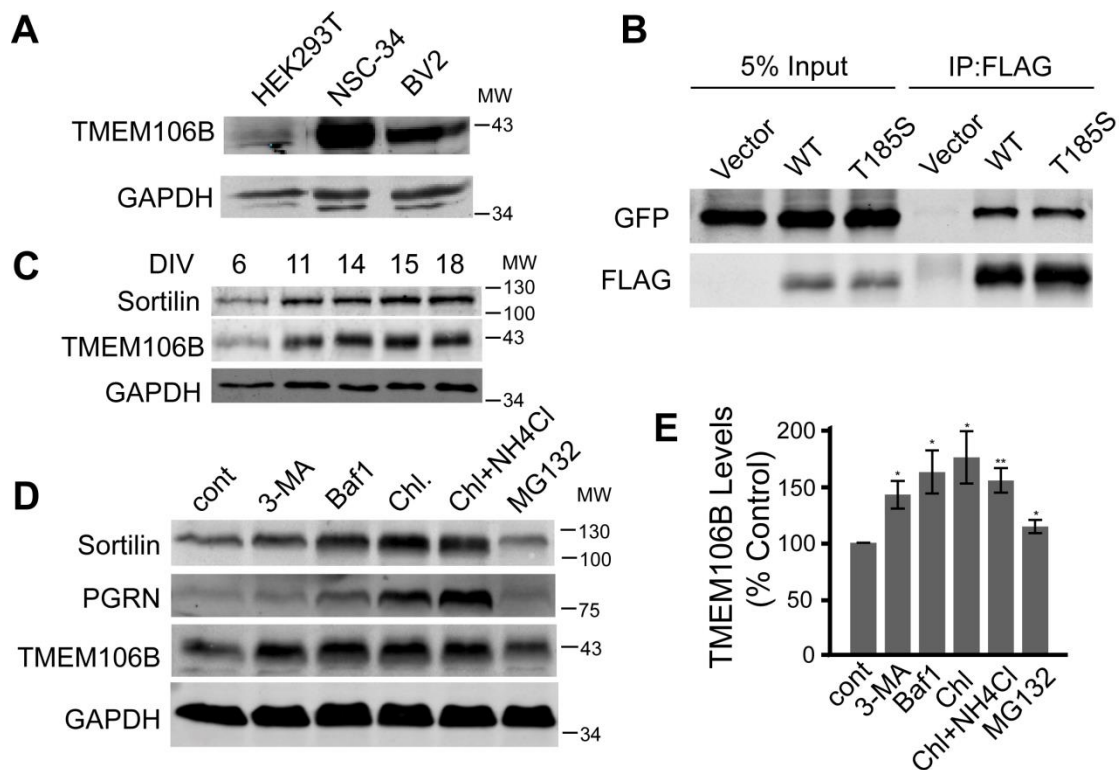 A
HEK293T NSC-34 BV2 MW
TMEM106B 43
GAPDH 34
B
5% Input IP:FLAG
Vector WT T185S Vector WT T185S
GFP
FLAG
C
DIV 6 11 14 15 18 MW
Sortilin 130
100
TMEM106B 43
GAPDH 34
D
cont 3-MA Baf1 Chl. Chl+NH4Cl MG132 MW
Sortilin 130
100
PGRN 75
TMEM106B 43
GAPDH 34
E
TMEM106B Levels
(% Control)
200
150
100
50
0
* * * ** *
cont 3-MA Baf1 Chl Chl+NH4Cl MG132